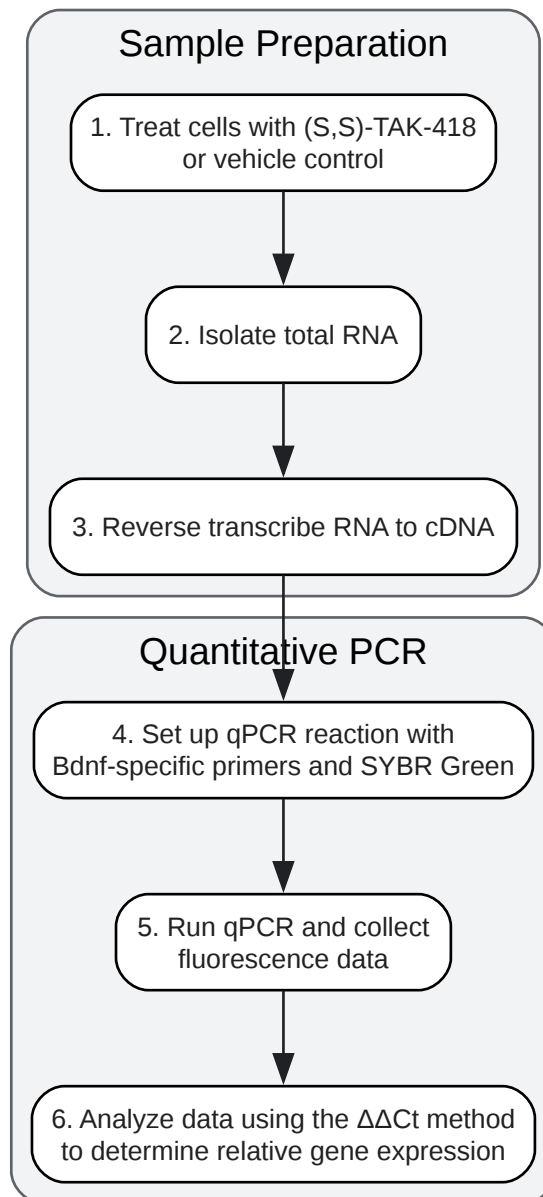 Sample Preparation
1. Treat cells with (S,S)-TAK-418
or vehicle control
2. Isolate total RNA
3. Reverse transcribe RNA to cDNA
Quantitative PCR
4. Set up qPCR reaction with
Bdnf-specific primers and SYBR Green
5. Run qPCR and collect
fluorescence data
6. Analyze data using the ΔΔCt method
to determine relative gene expression